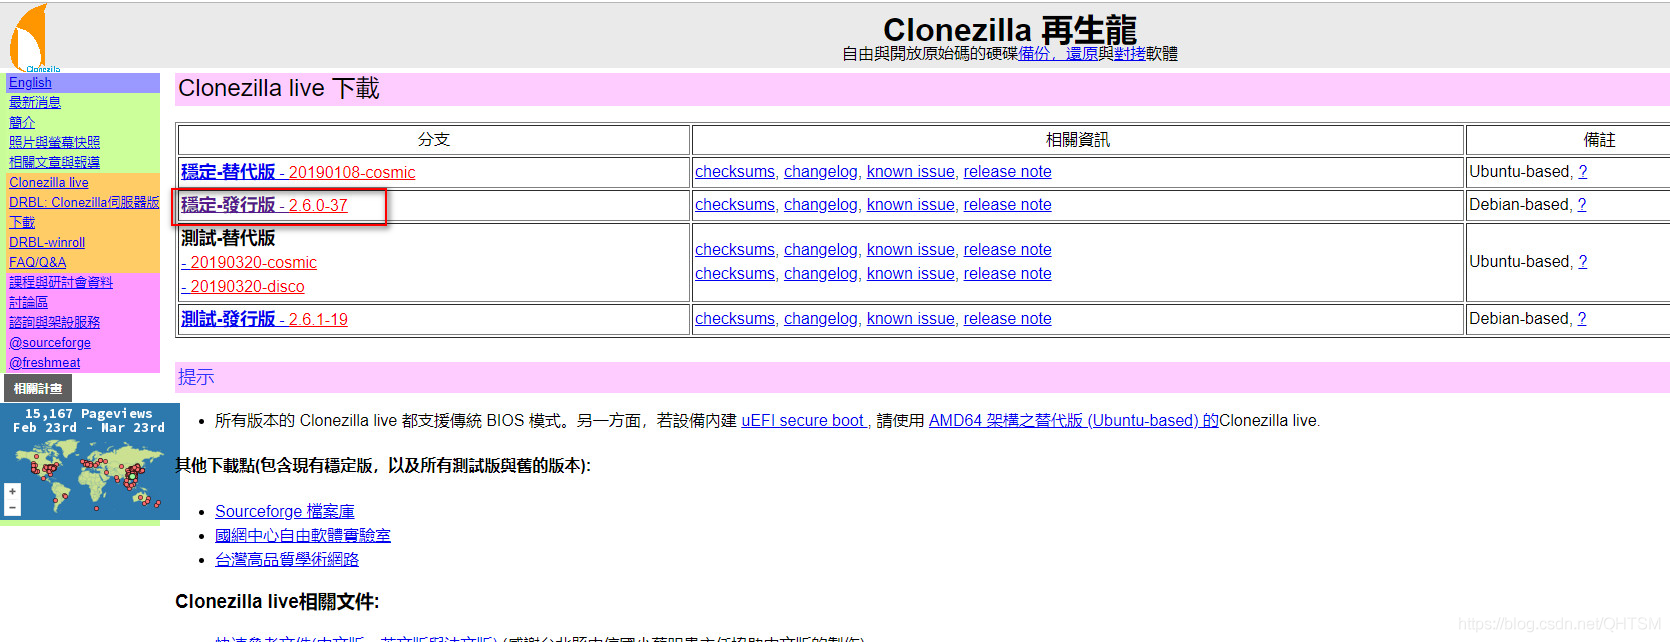 Clonezilla
Clonezilla 再生龍
自由與開放原始碼的硬碟備份，還原與對拷軟體
English
最新消息
簡介
照片與螢幕快照
相關文章與報導
Clonezilla live
DRBL: Clonezilla伺服器版
下載
DRBL-winroll
FAQ/Q&A
課程與研討會資料
討論區
諮詢與架設服務
@sourceforge
@freshmeat
相關計畫
15,167 Pageviews
Feb 23rd - Mar 23rd
+
−
Clonezilla live 下載
分支 相關資訊 備註
穩定-替代版 - 20190108-cosmic checksums, changelog, known issue, release note Ubuntu-based, ?
穩定-發行版 - 2.6.0-37 checksums, changelog, known issue, release note Debian-based, ?
測試-替代版
- 20190320-cosmic checksums, changelog, known issue, release note Ubuntu-based, ?
- 20190320-disco checksums, changelog, known issue, release note
測試-發行版 - 2.6.1-19 checksums, changelog, known issue, release note Debian-based, ?
提示
• 所有版本的 Clonezilla live 都支援傳統 BIOS 模式。另一方面，若設備內建 uEFI secure boot , 請使用 AMD64 架構之替代版 (Ubuntu-based) 的Clonezilla live.
其他下載點(包含現有穩定版，以及所有測試版與舊的版本):
• Sourceforge 檔案庫
• 國網中心自由軟體實驗室
• 台灣高品質學術網路
Clonezilla live相關文件:
https://blog.csdn.net/QHTSM